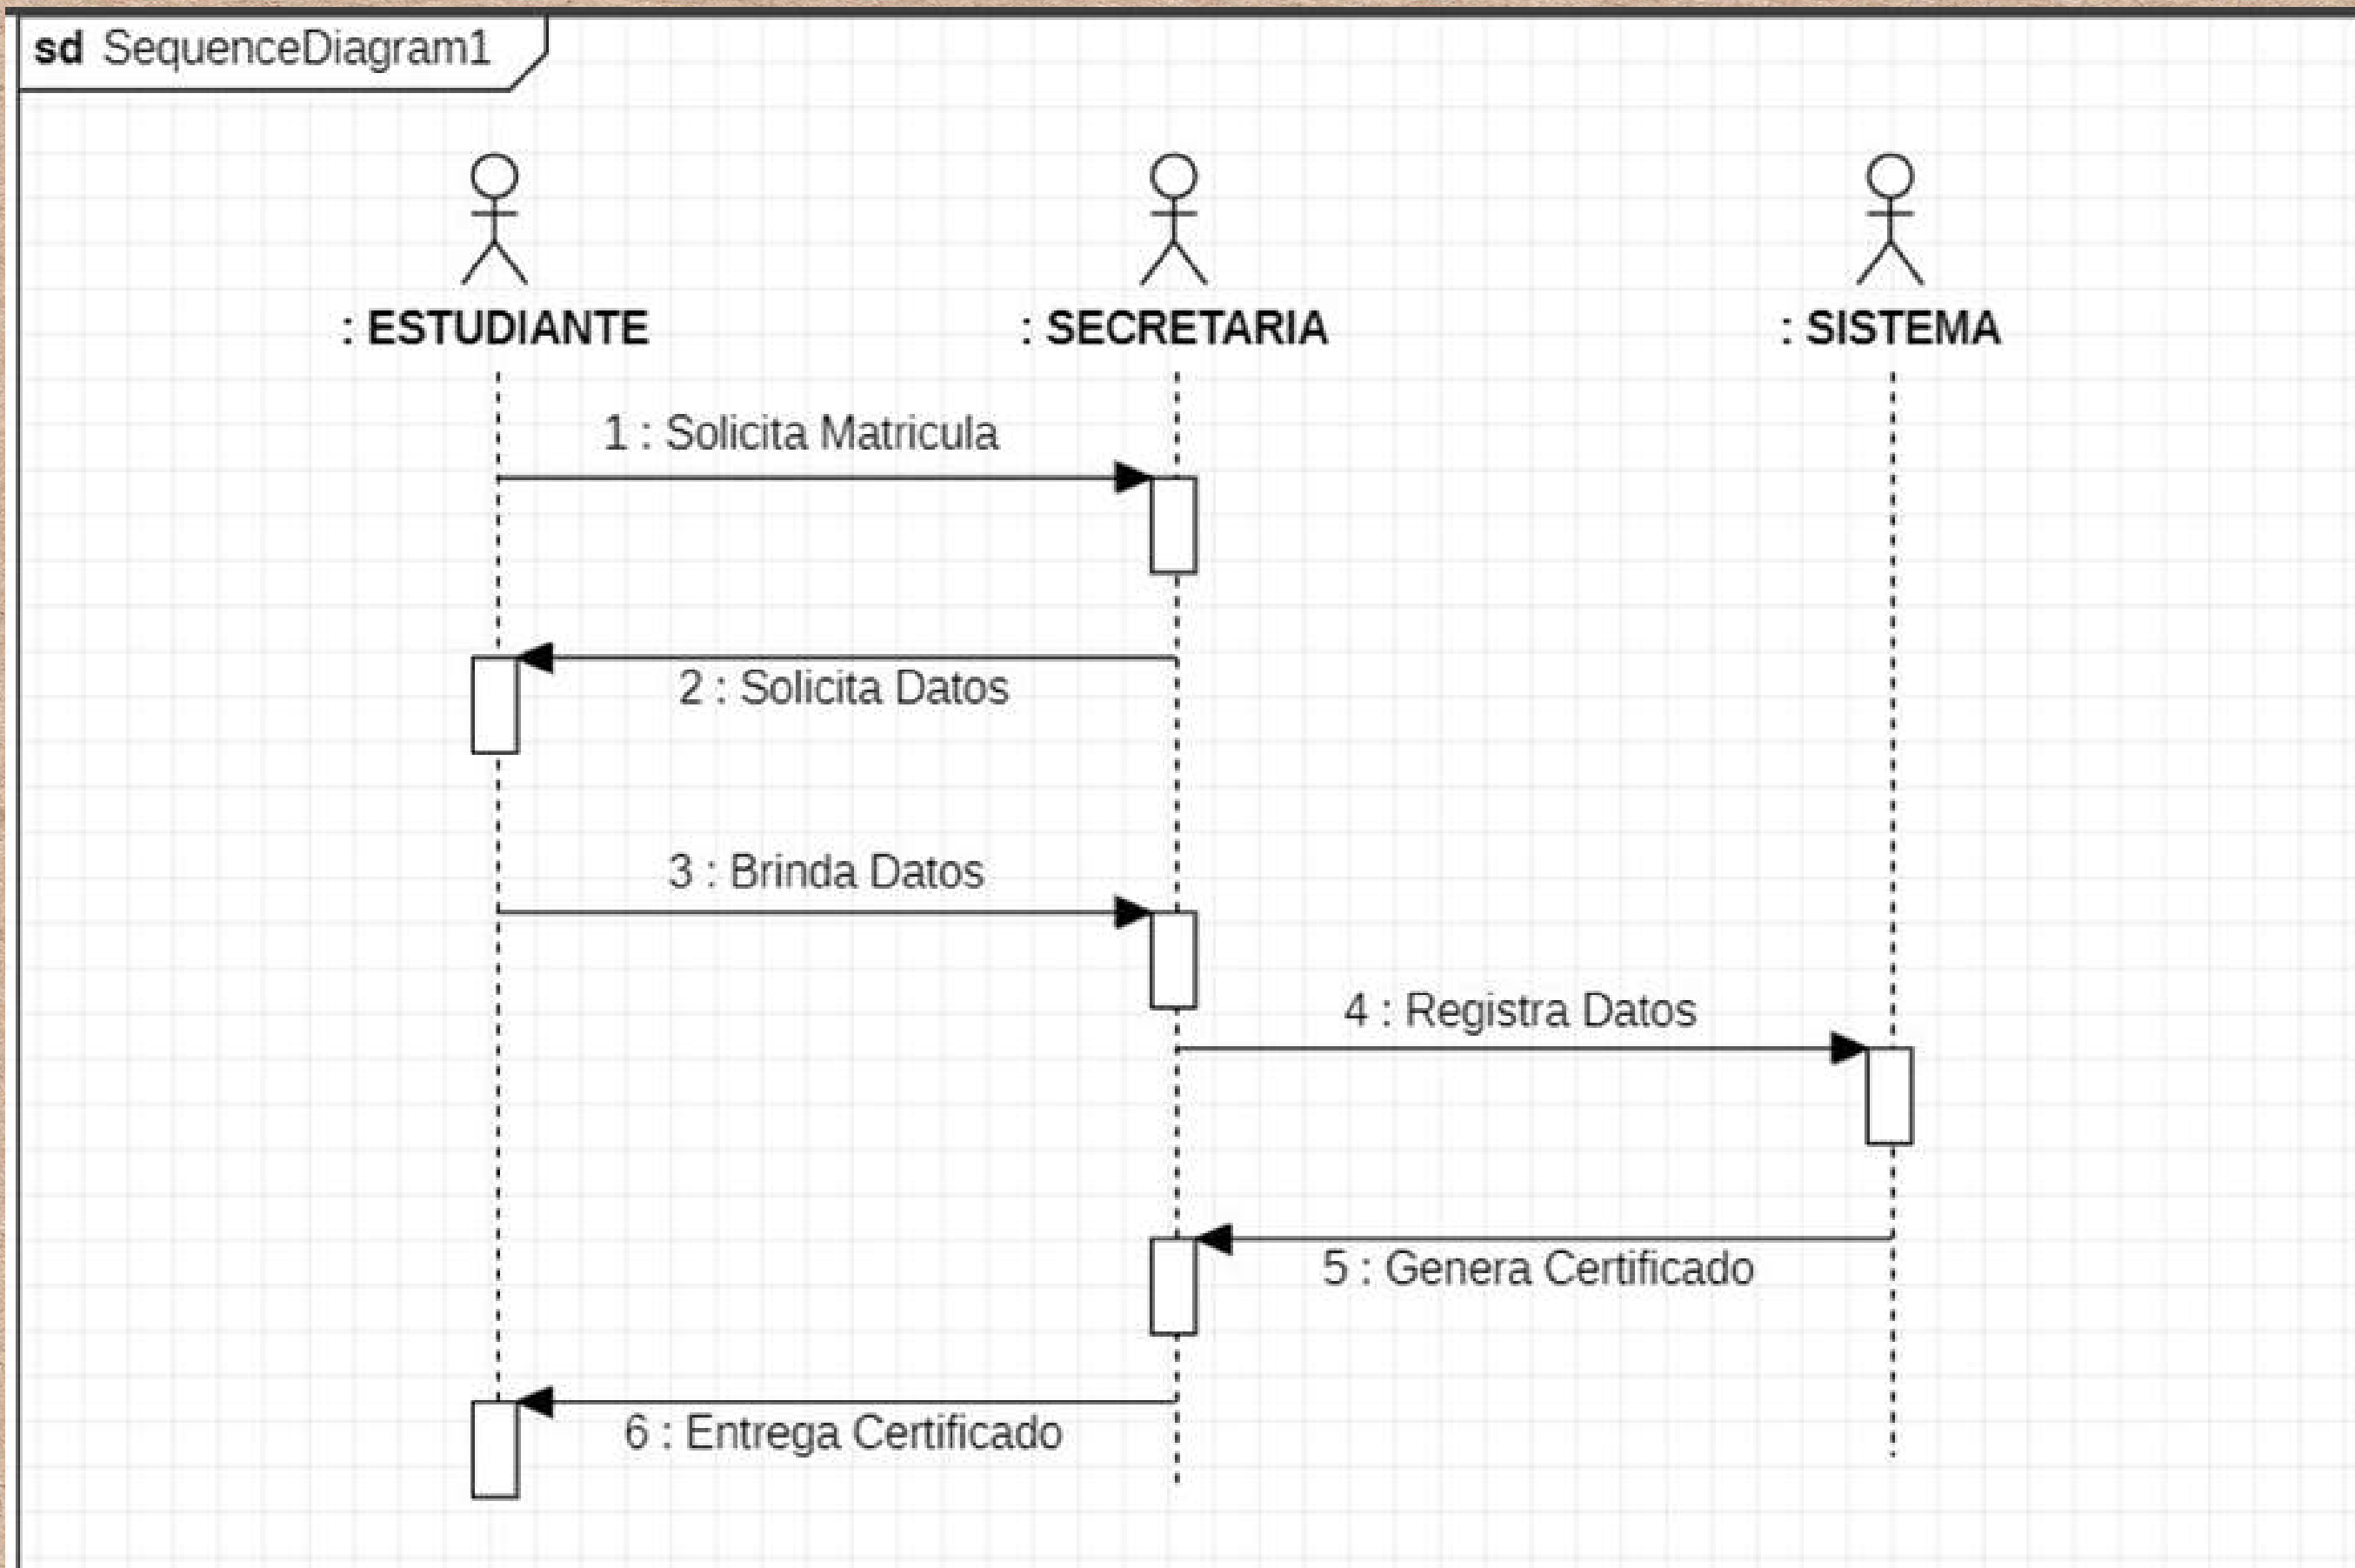 sd SequenceDiagram1
: ESTUDIANTE
: SECRETARIA
: SISTEMA
1 : Solicita Matricula
2 : Solicita Datos
3 : Brinda Datos
4 : Registra Datos
5 : Genera Certificado
6 : Entrega Certificado